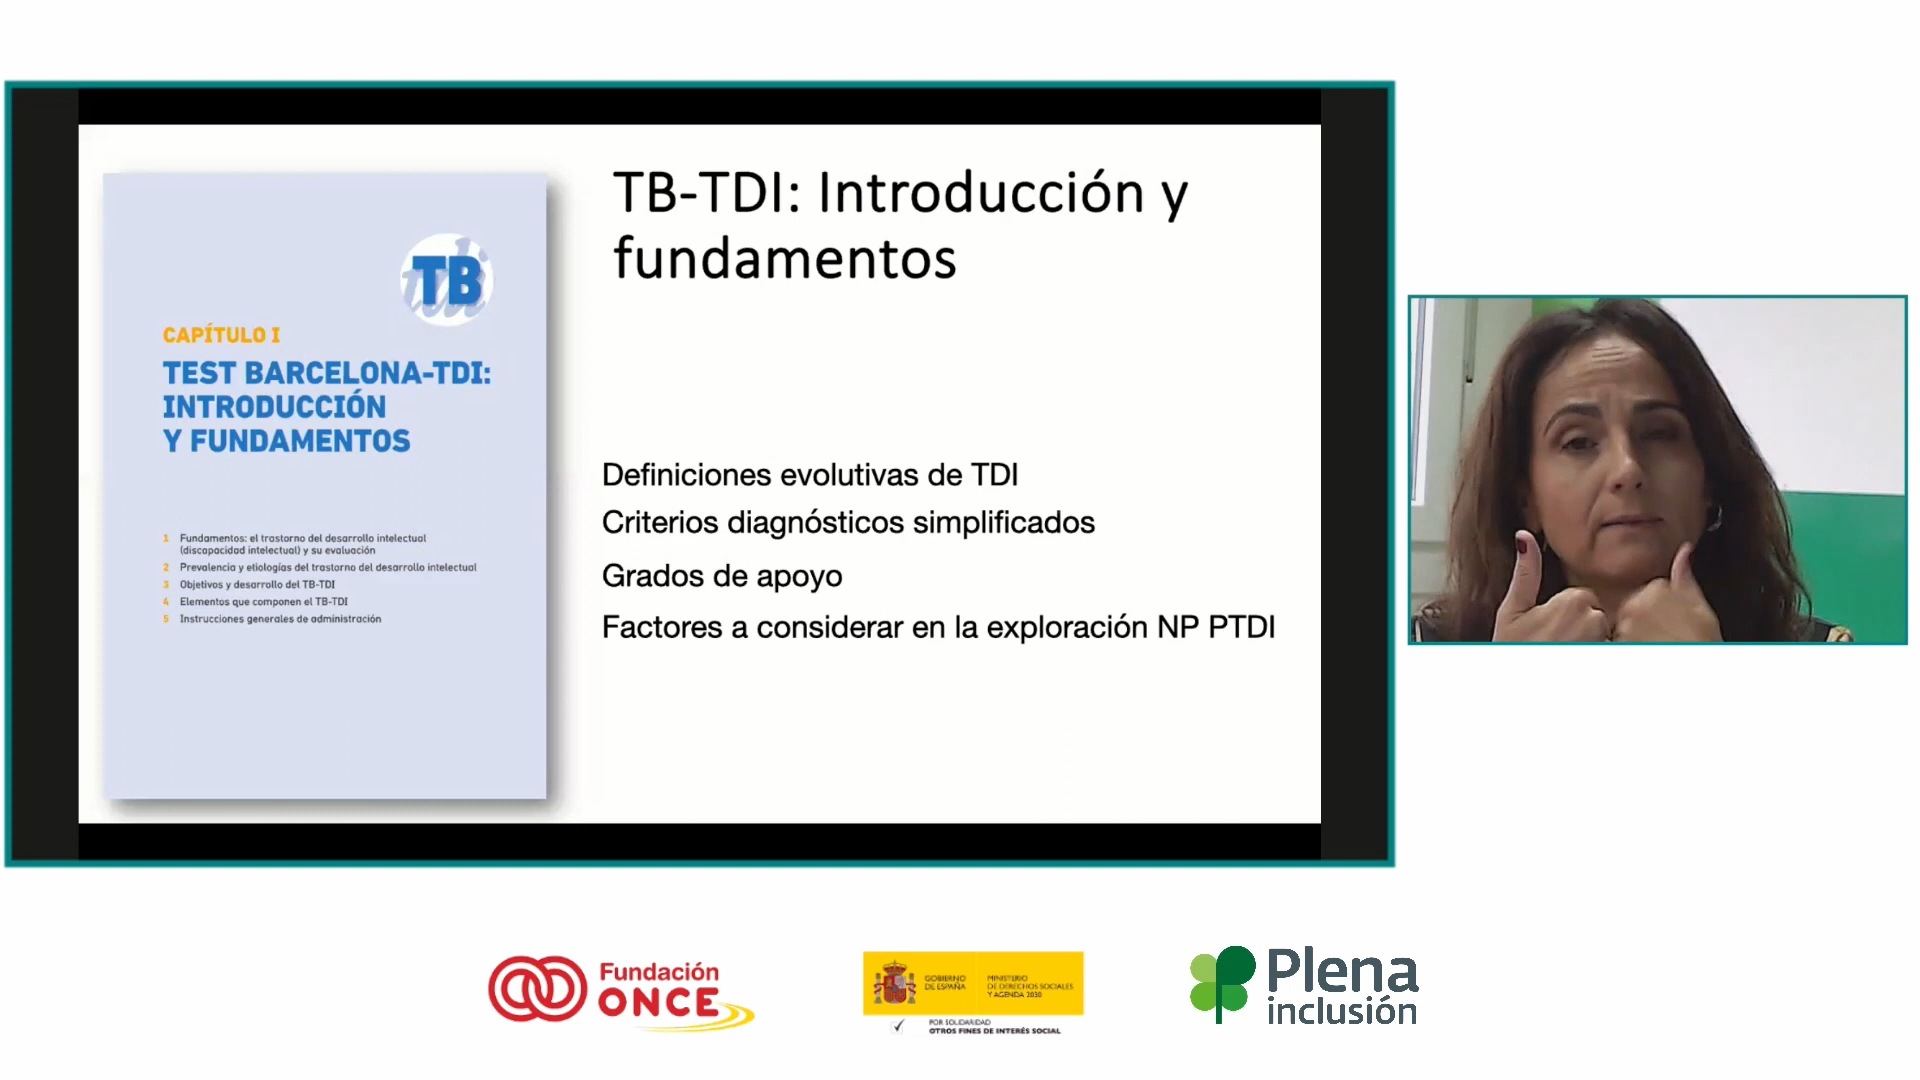 TB-TDI: Introducción y
fundamentos
TB
tdi
CAPÍTULO I
TEST BARCELONA-TDI:
INTRODUCCIÓN
Y FUNDAMENTOS
1 Fundamentos: el trastorno del desarrollo intelectual
(discapacidad intelectual) y su evaluación
2 Prevalencia y etiologías del trastorno del desarrollo intelectual
3 Objetivos y desarrollo del TB-TDI
4 Elementos que componen el TB-TDI
5 Instrucciones generales de administración
Definiciones evolutivas de TDI
Criterios diagnósticos simplificados
Grados de apoyo
Factores a considerar en la exploración NP PTDI
Fundación
ONCE
GOBIERNO
DE ESPAÑA
MINISTERIO
DE DERECHOS SOCIALES
Y AGENDA 2030
POR SOLIDARIDAD
OTROS FINES DE INTERÉS SOCIAL
Plena
inclusión